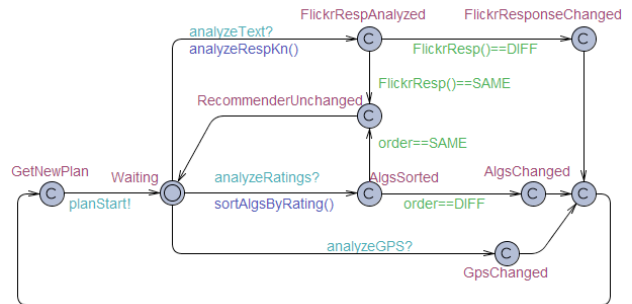 FlickrRespAnalyzed
FlickrResponseChanged
analyzeText?
C
C
analyzeRespKn()
FlickrResp()==DIFF
FlickrResp()==SAME
RecommenderUnchanged
C
order==SAME
GetNewPlan
Waiting
analyzeRatings?
AlgsSorted
AlgsChanged
C
C
C
C
planStart!
sortAlgsByRating()
order==DIFF
analyzeGPS?
C
GpsChanged